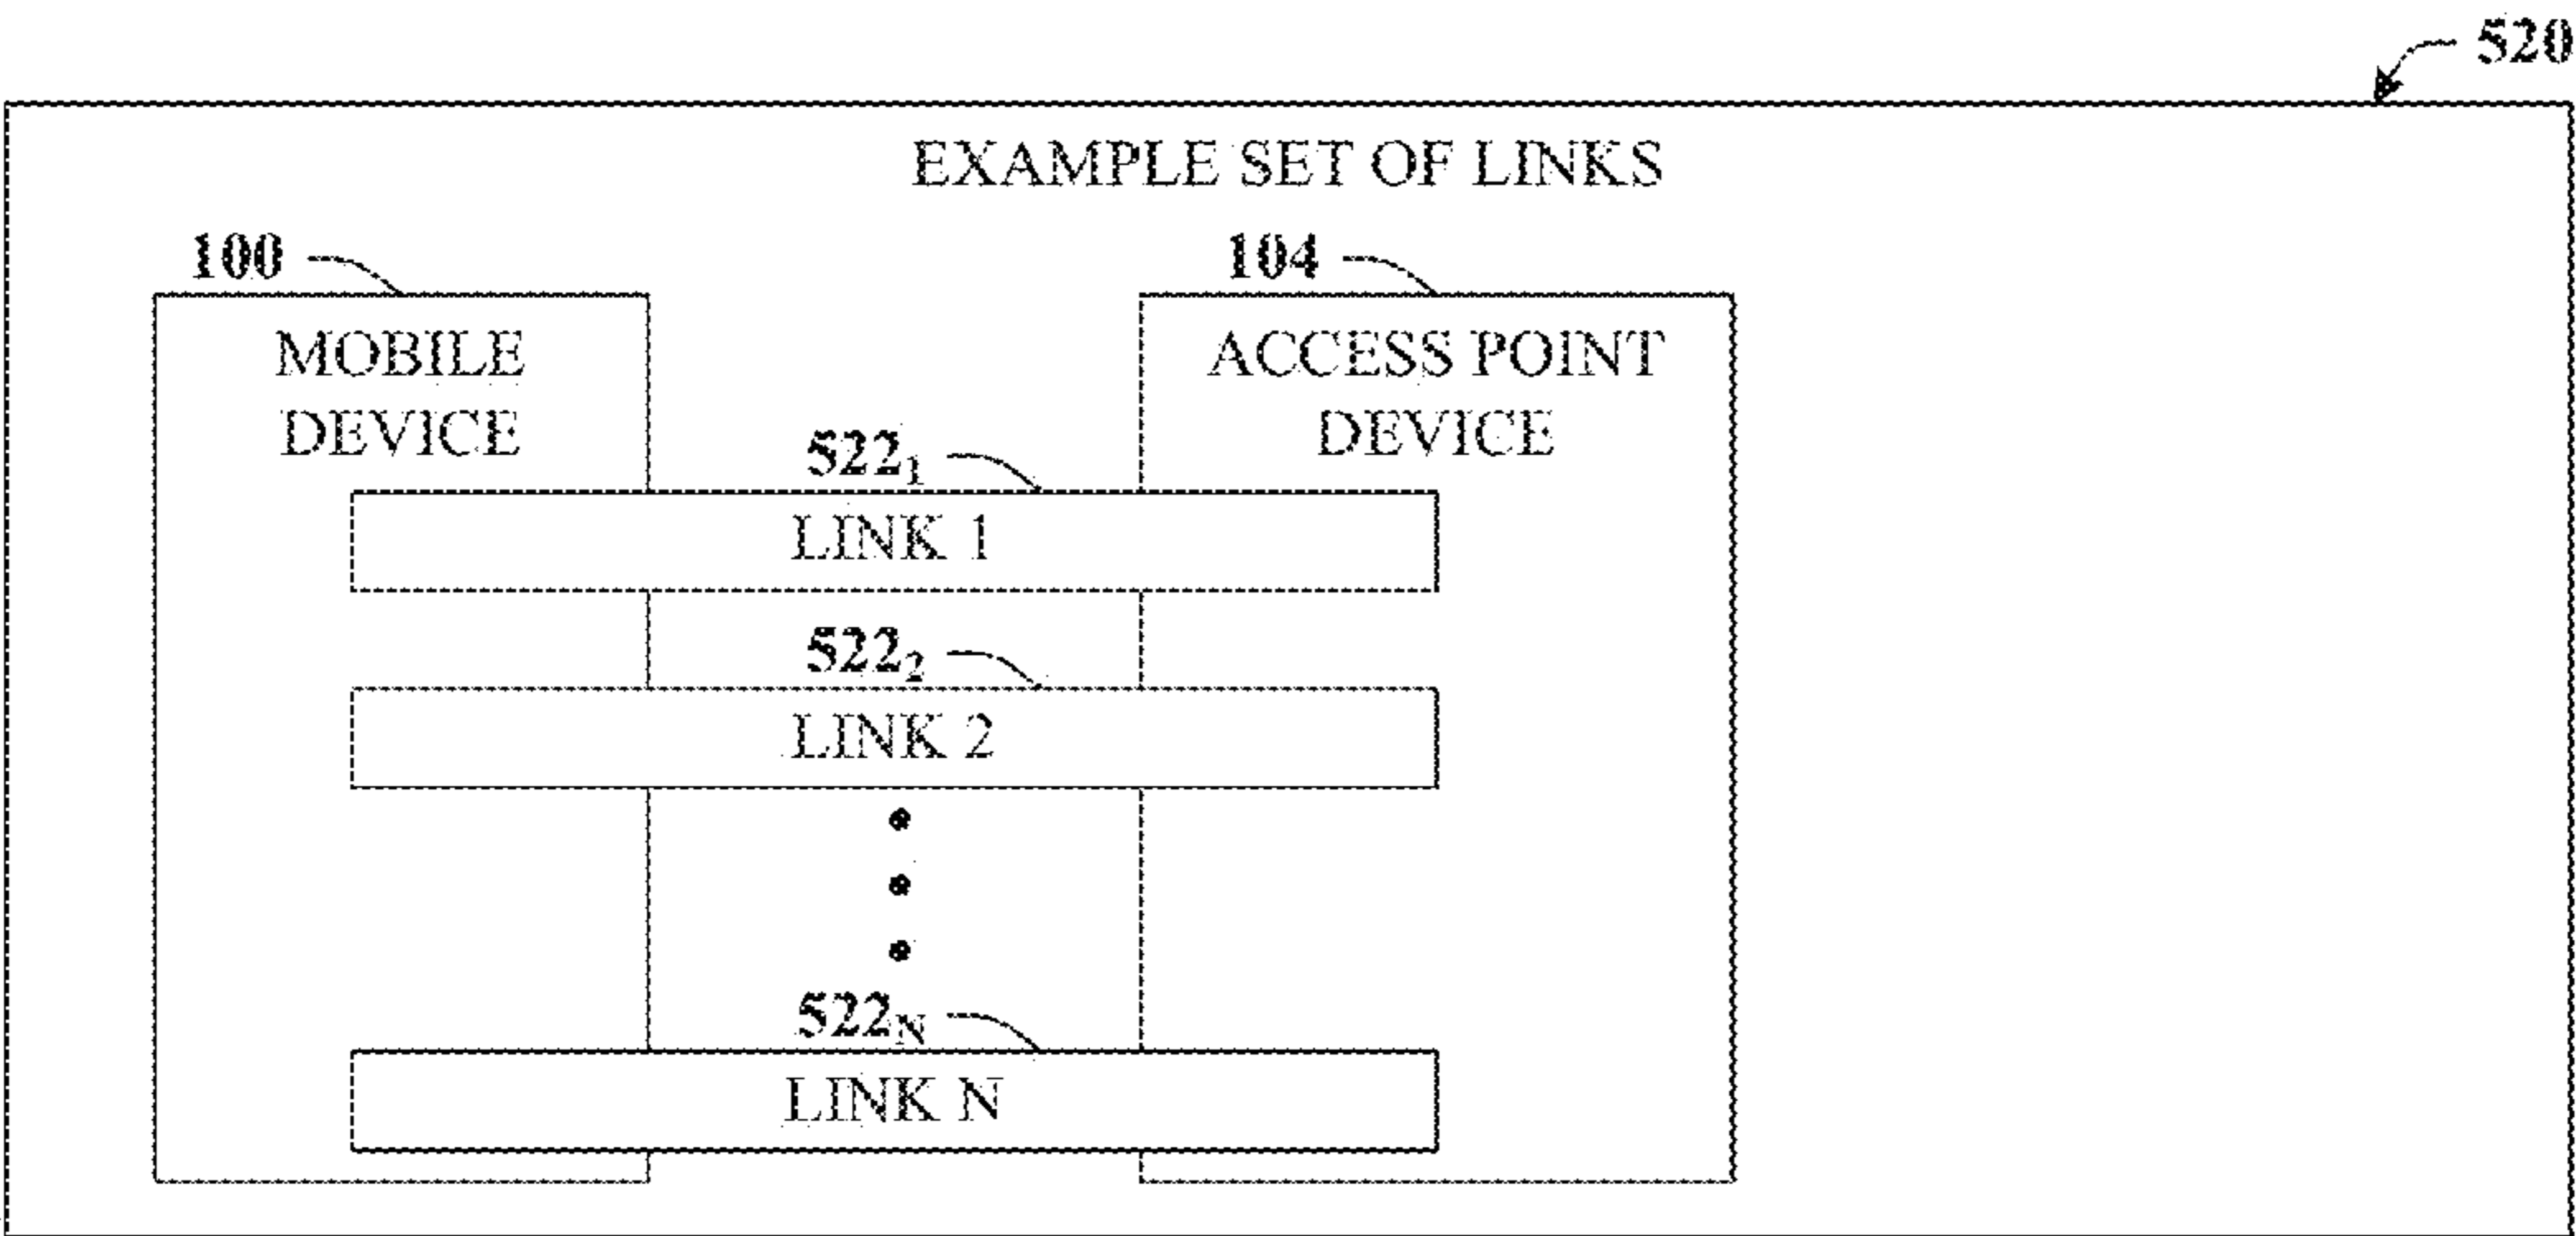 520
EXAMPLE SET OF LINKS
100
104
MOBILE
DEVICE
ACCESS POINT
DEVICE
522₁
LINK 1
522₂
LINK 2
522_N
LINK N